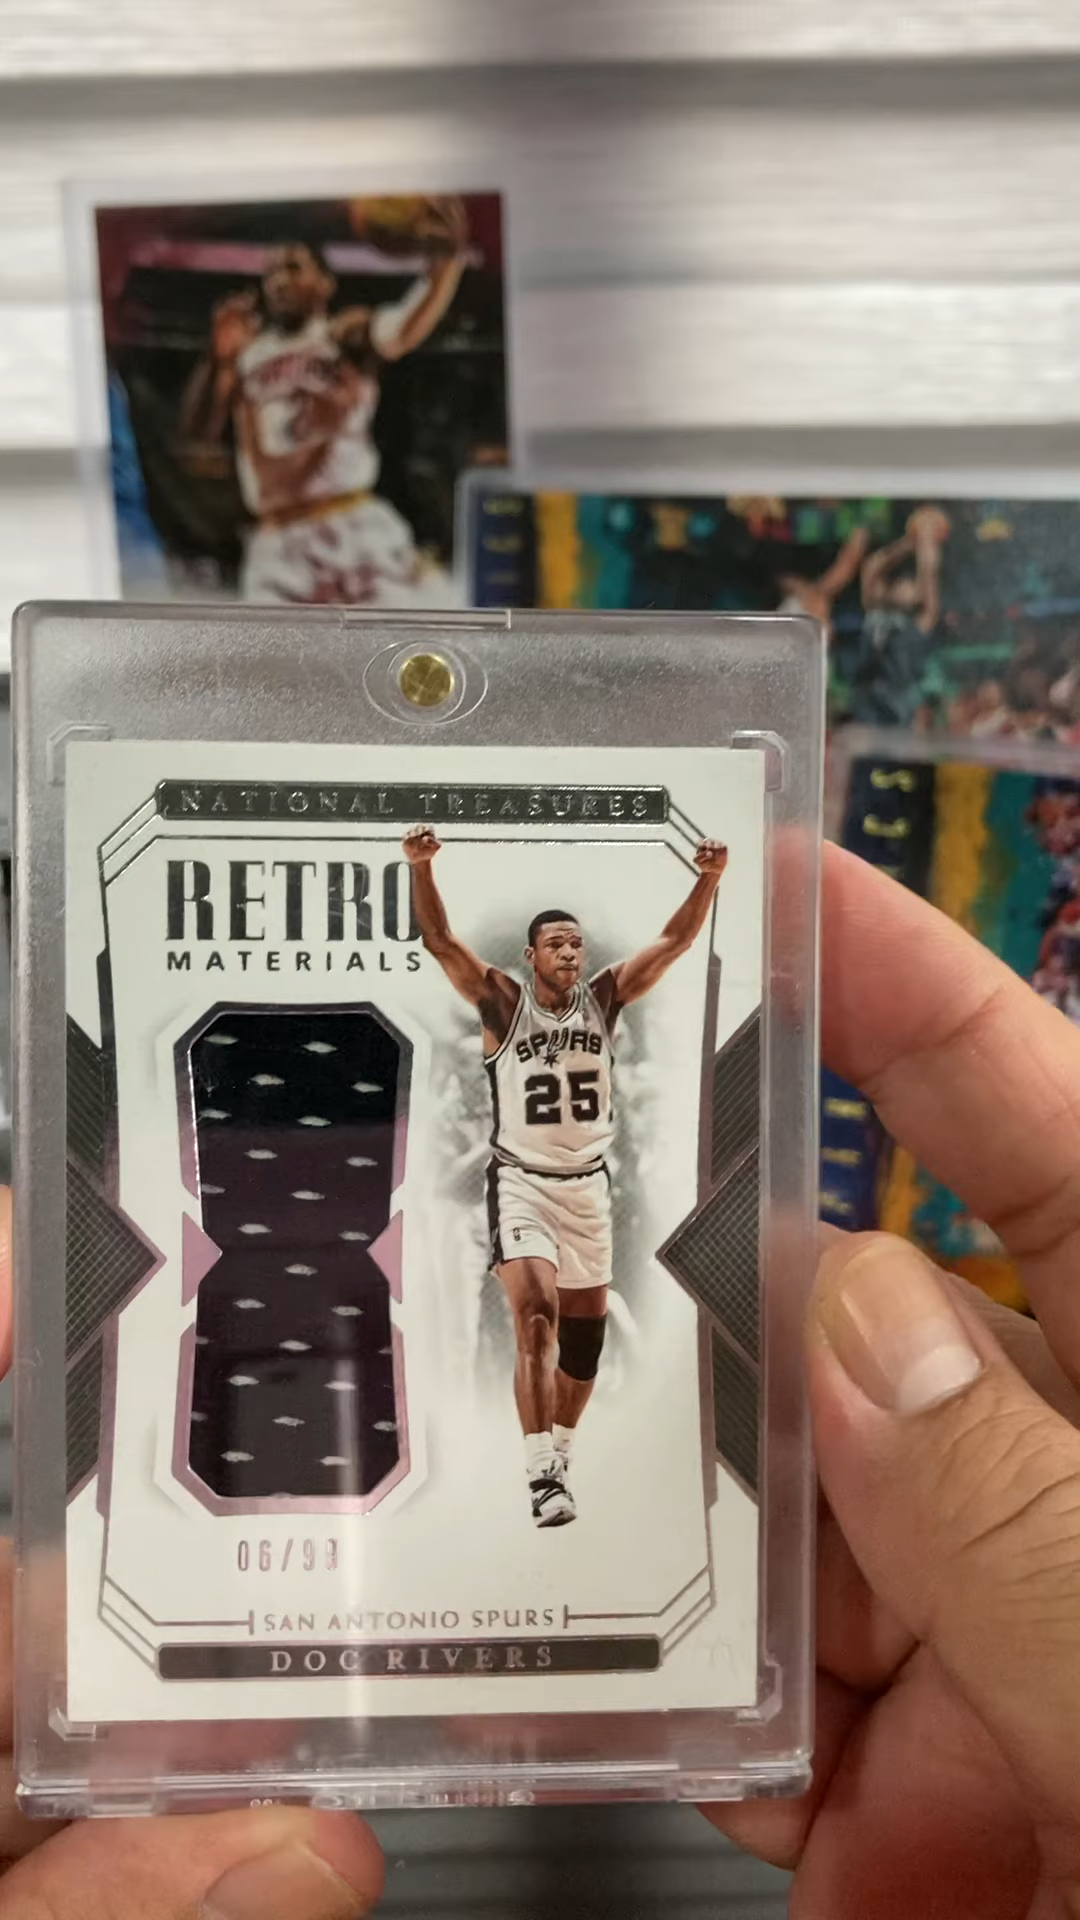 NATIONAL TREASURES
RETRO
MATERIALS
SPURS
25
06/99
SAN ANTONIO SPURS
DOC RIVERS